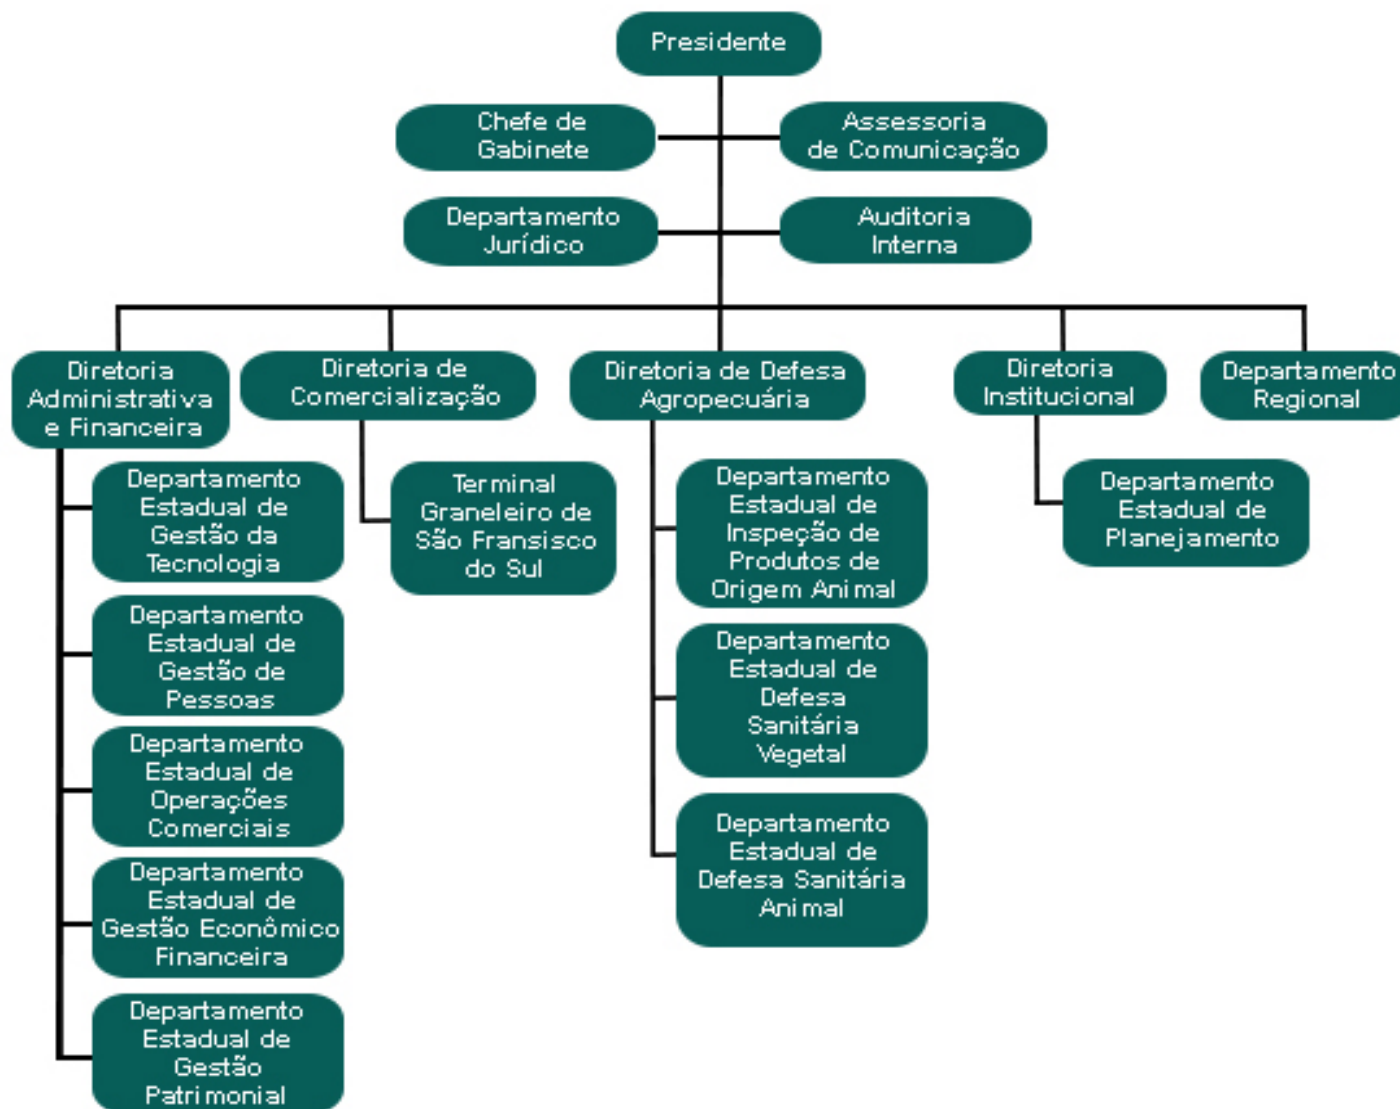 Presidente
Chefe de
Gabinete
Assessoria
de Comunicação
Departamento
Jurídico
Auditoria
Interna
Diretoria
Administrativa
e Financeira
Diretoria de
Comercialização
Diretoria de Defesa
Agropecuária
Diretoria
Institucional
Departamento
Regional
Departamento
Estadual de
Gestão da
Tecnologia
Departamento
Estadual de
Gestão de
Pessoas
Departamento
Estadual de
Operações
Comerciais
Departamento
Estadual de
Gestão Econômico
Financeira
Departamento
Estadual de
Gestão
Patrimonial
Terminal
Graneleiro de
São Fransisco
do Sul
Departamento
Estadual de
Inspeção de
Produtos de
Origem Animal
Departamento
Estadual de
Defesa
Sanitária
Vegetal
Departamento
Estadual de
Defesa Sanitária
Animal
Departamento
Estadual de
Planejamento